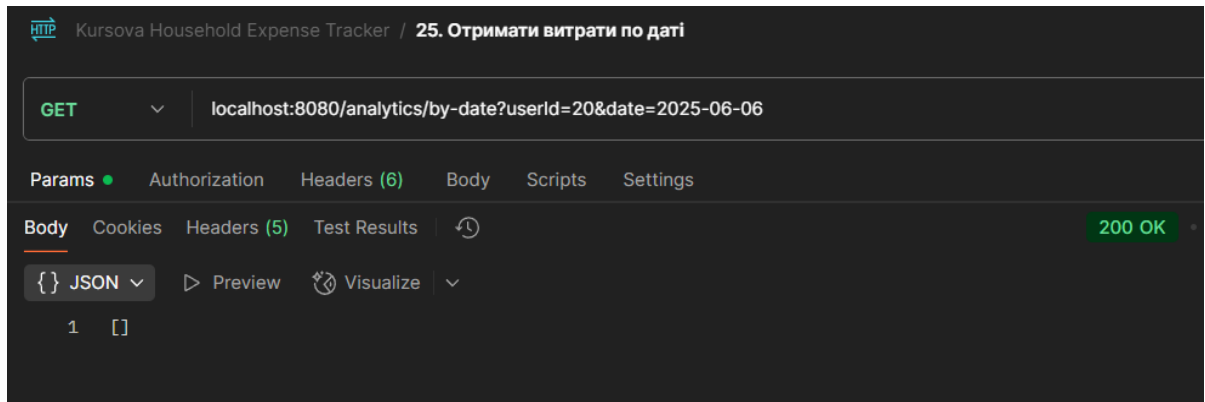 HTTP Kursova Household Expense Tracker / 25. Отримати витрати по даті
GET localhost:8080/analytics/by-date?userId=20&date=2025-06-06
Params Authorization Headers (6) Body Scripts Settings
Body Cookies Headers (5) Test Results 200 OK
{} JSON Preview Visualize
1 []